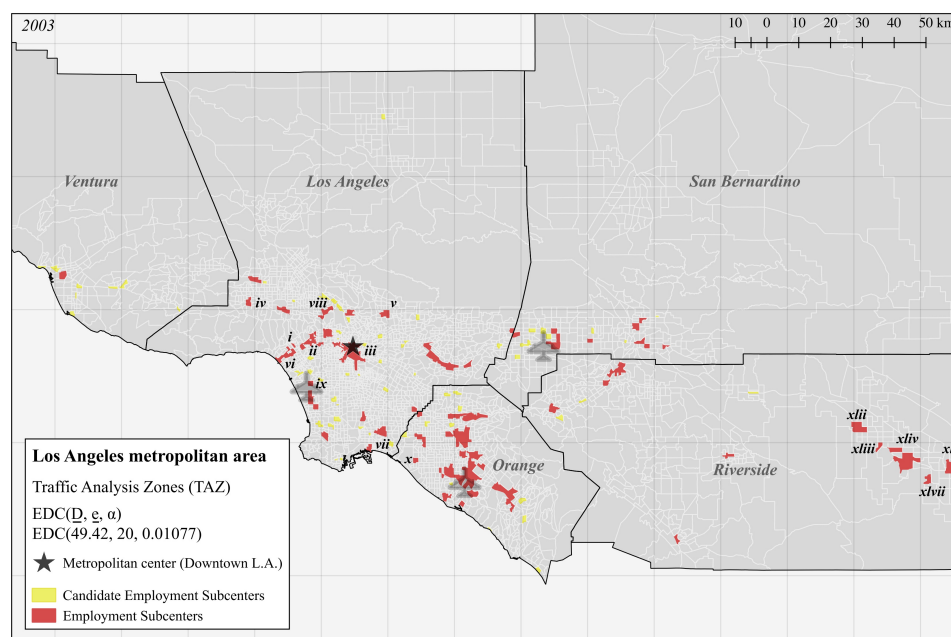 2003
10 0 10 20 30 40 50 km
Ventura
Los Angeles
San Bernardino
iv
viii
v
i
ii
iii
vi
ix
vii
x
Orange
Riverside
xlii
xliii
xliv
xlvii
Los Angeles metropolitan area
Traffic Analysis Zones (TAZ)
EDC(D, e, α)
EDC(49.42, 20, 0.01077)
Metropolitan center (Downtown L.A.)
Candidate Employment Subcenters
Employment Subcenters